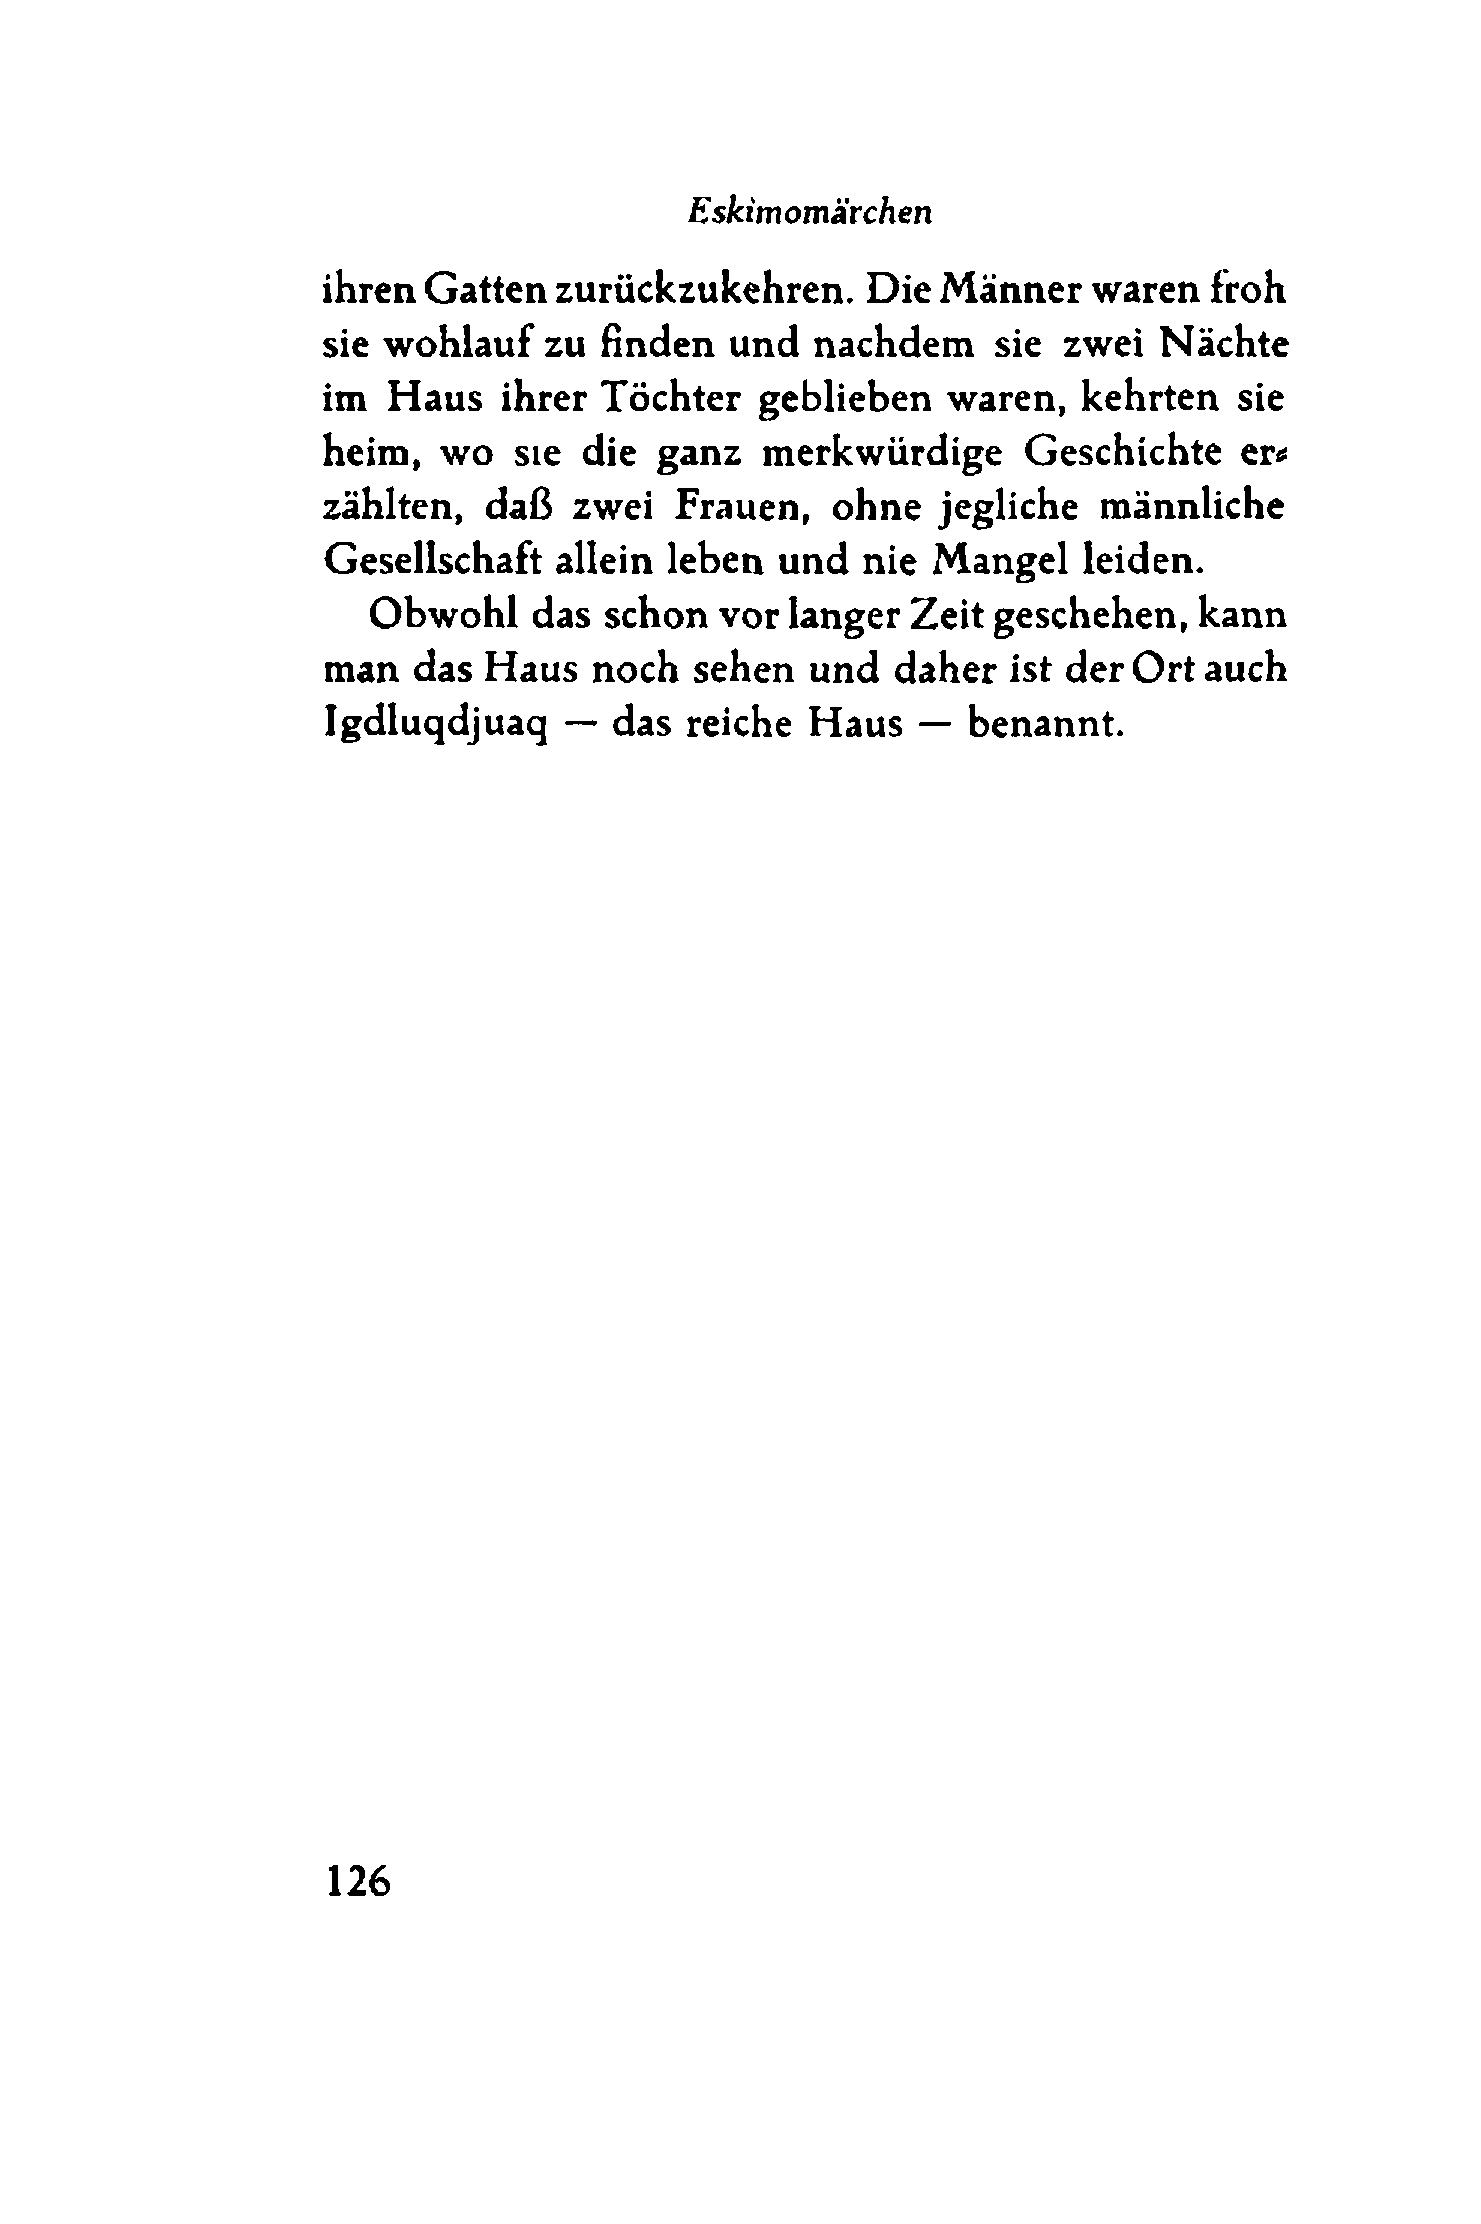 Eskimomärchen
ihren Gatten zurückzukehren. Die Männer waren froh
sie wohlauf zu finden und nachdem sie zwei Nächte
im Haus ihrer Töchter geblieben waren, kehrten sie
heim, wo sie die ganz merkwürdige Geschichte er-
zählten, daß zwei Frauen, ohne jegliche männliche
Gesellschaft allein leben und nie Mangel leiden.
Obwohl das schon vor langer Zeit geschehen, kann
man das Haus noch sehen und daher ist der Ort auch
Igdluqdjuaq — das reiche Haus — benannt.
126